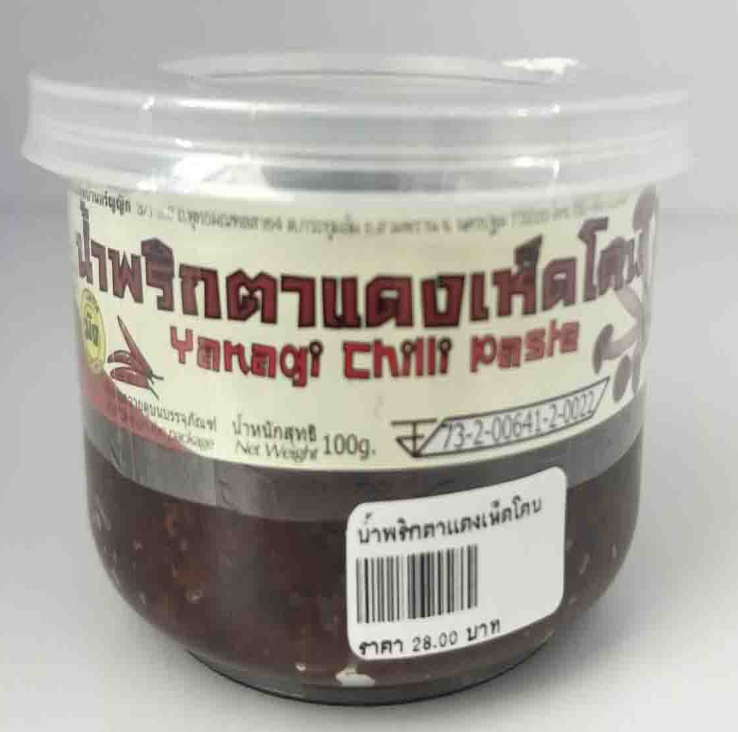 น้ำพริกตาแดงเห็ดโคน
Yanagi Chilli Paste
น้ำหนักสุทธิ
Net Weight 100g.
73-2-00641-2-0022
น้ำพริกตาแดงเห็ดโคน
ราคา 28.00 บาท